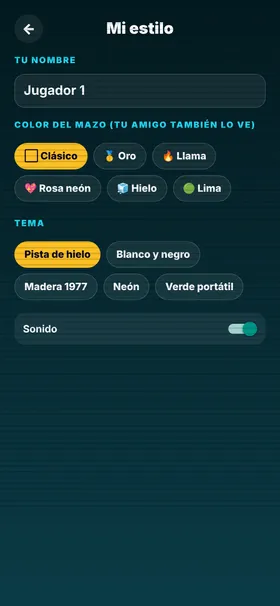 Mi estilo
TU NOMBRE
Jugador 1
COLOR DEL MAZO (TU AMIGO TAMBIÉN LO VE)
Clásico
Oro
Llama
Rosa neón
Hielo
Lima
TEMA
Pista de hielo
Blanco y negro
Madera 1977
Neón
Verde portátil
Sonido